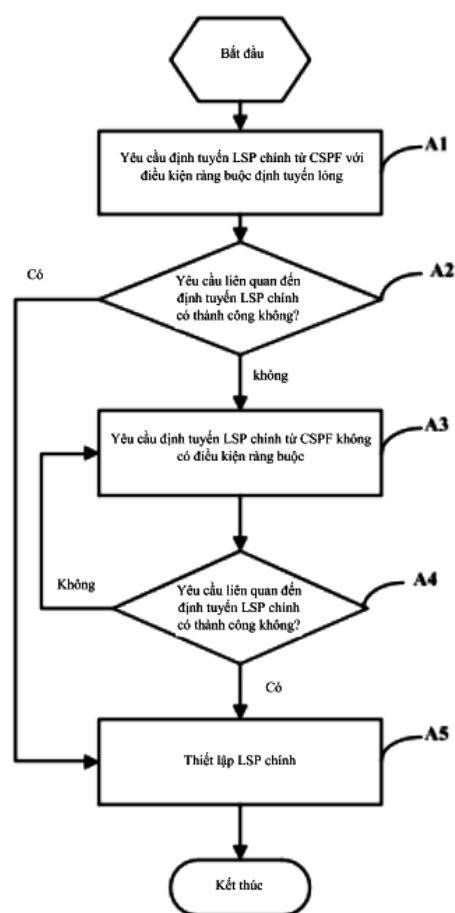 Bắt đầu
A1
Yêu cầu định tuyến LSP chính từ CSPF với
điều kiện ràng buộc định tuyến lỏng
A2
Có
Yêu cầu liên quan đến
định tuyến LSP chính
có thành công không?
không
A3
Yêu cầu định tuyến LSP chính từ CSPF không
có điều kiện ràng buộc
A4
Không
Yêu cầu liên quan đến
định tuyến LSP chính
có thành công không?
Có
A5
Thiết lập LSP chính
Kết thúc